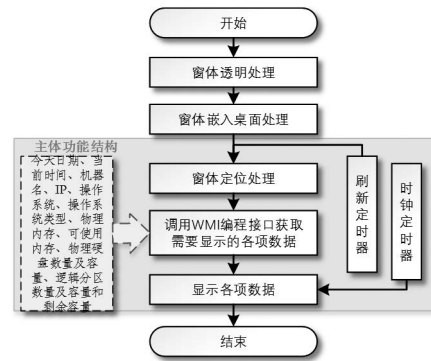 开始
窗体透明处理
窗体嵌入桌面处理
主体功能结构
今天日期、当
前时间、机器
名、IP、操作
系统、操作系
统类型、物理
内存、可使用
内存、物理硬
盘数量及容
量、逻辑分区
数量及容量和
剩余容量
窗体定位处理
调用WMI编程接口获取
需要显示的各项数据
显示各项数据
刷新定时器
时钟定时器
结束